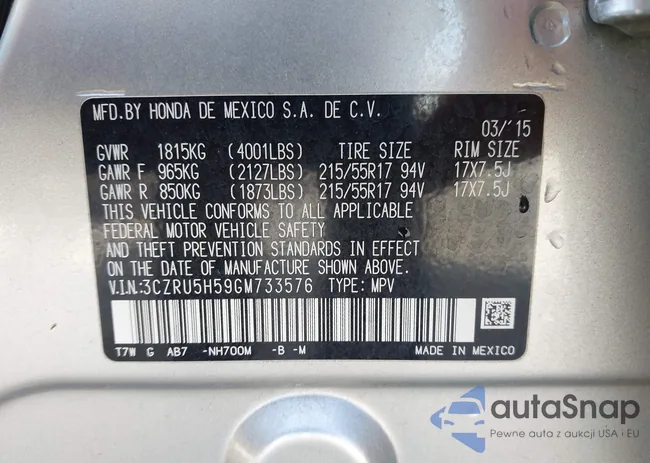 MFD.BY HONDA DE MEXICO S.A. DE C.V.
03/'15
GVWR 1815KG (4001LBS) TIRE SIZE RIM SIZE
GAWR F 965KG (2127LBS) 215/55R17 94V 17X7.5J
GAWR R 850KG (1873LBS) 215/55R17 94V 17X7.5J
THIS VEHICLE CONFORMS TO ALL APPLICABLE
FEDERAL MOTOR VEHICLE SAFETY
AND THEFT PREVENTION STANDARDS IN EFFECT
ON THE DATE OF MANUFACTURE SHOWN ABOVE.
V.I.N:3CZRU5H59GM733576 TYPE: MPV
T7W G AB7 -NH700M -B -M MADE IN MEXICO
autoSnap
Pewne auta z aukcji USA i EU